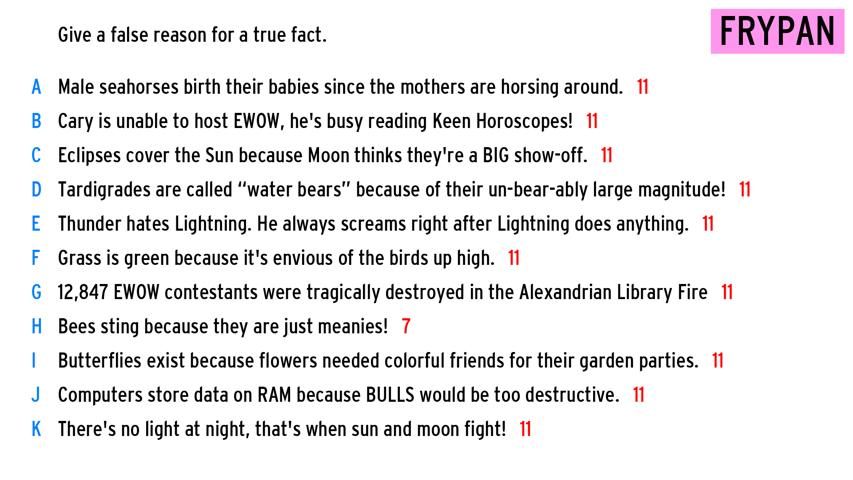 Give a false reason for a true fact.
FRYPAN
A Male seahorses birth their babies since the mothers are horsing around. 11
B Cary is unable to host EWOW, he's busy reading Keen Horoscopes! 11
C Eclipses cover the Sun because Moon thinks they're a BIG show-off. 11
D Tardigrades are called “water bears” because of their un-bear-ably large magnitude! 11
E Thunder hates Lightning. He always screams right after Lightning does anything. 11
F Grass is green because it's envious of the birds up high. 11
G 12,847 EWOW contestants were tragically destroyed in the Alexandrian Library Fire 11
H Bees sting because they are just meanies! 7
I Butterflies exist because flowers needed colorful friends for their garden parties. 11
J Computers store data on RAM because BULLS would be too destructive. 11
K There's no light at night, that's when sun and moon fight! 11